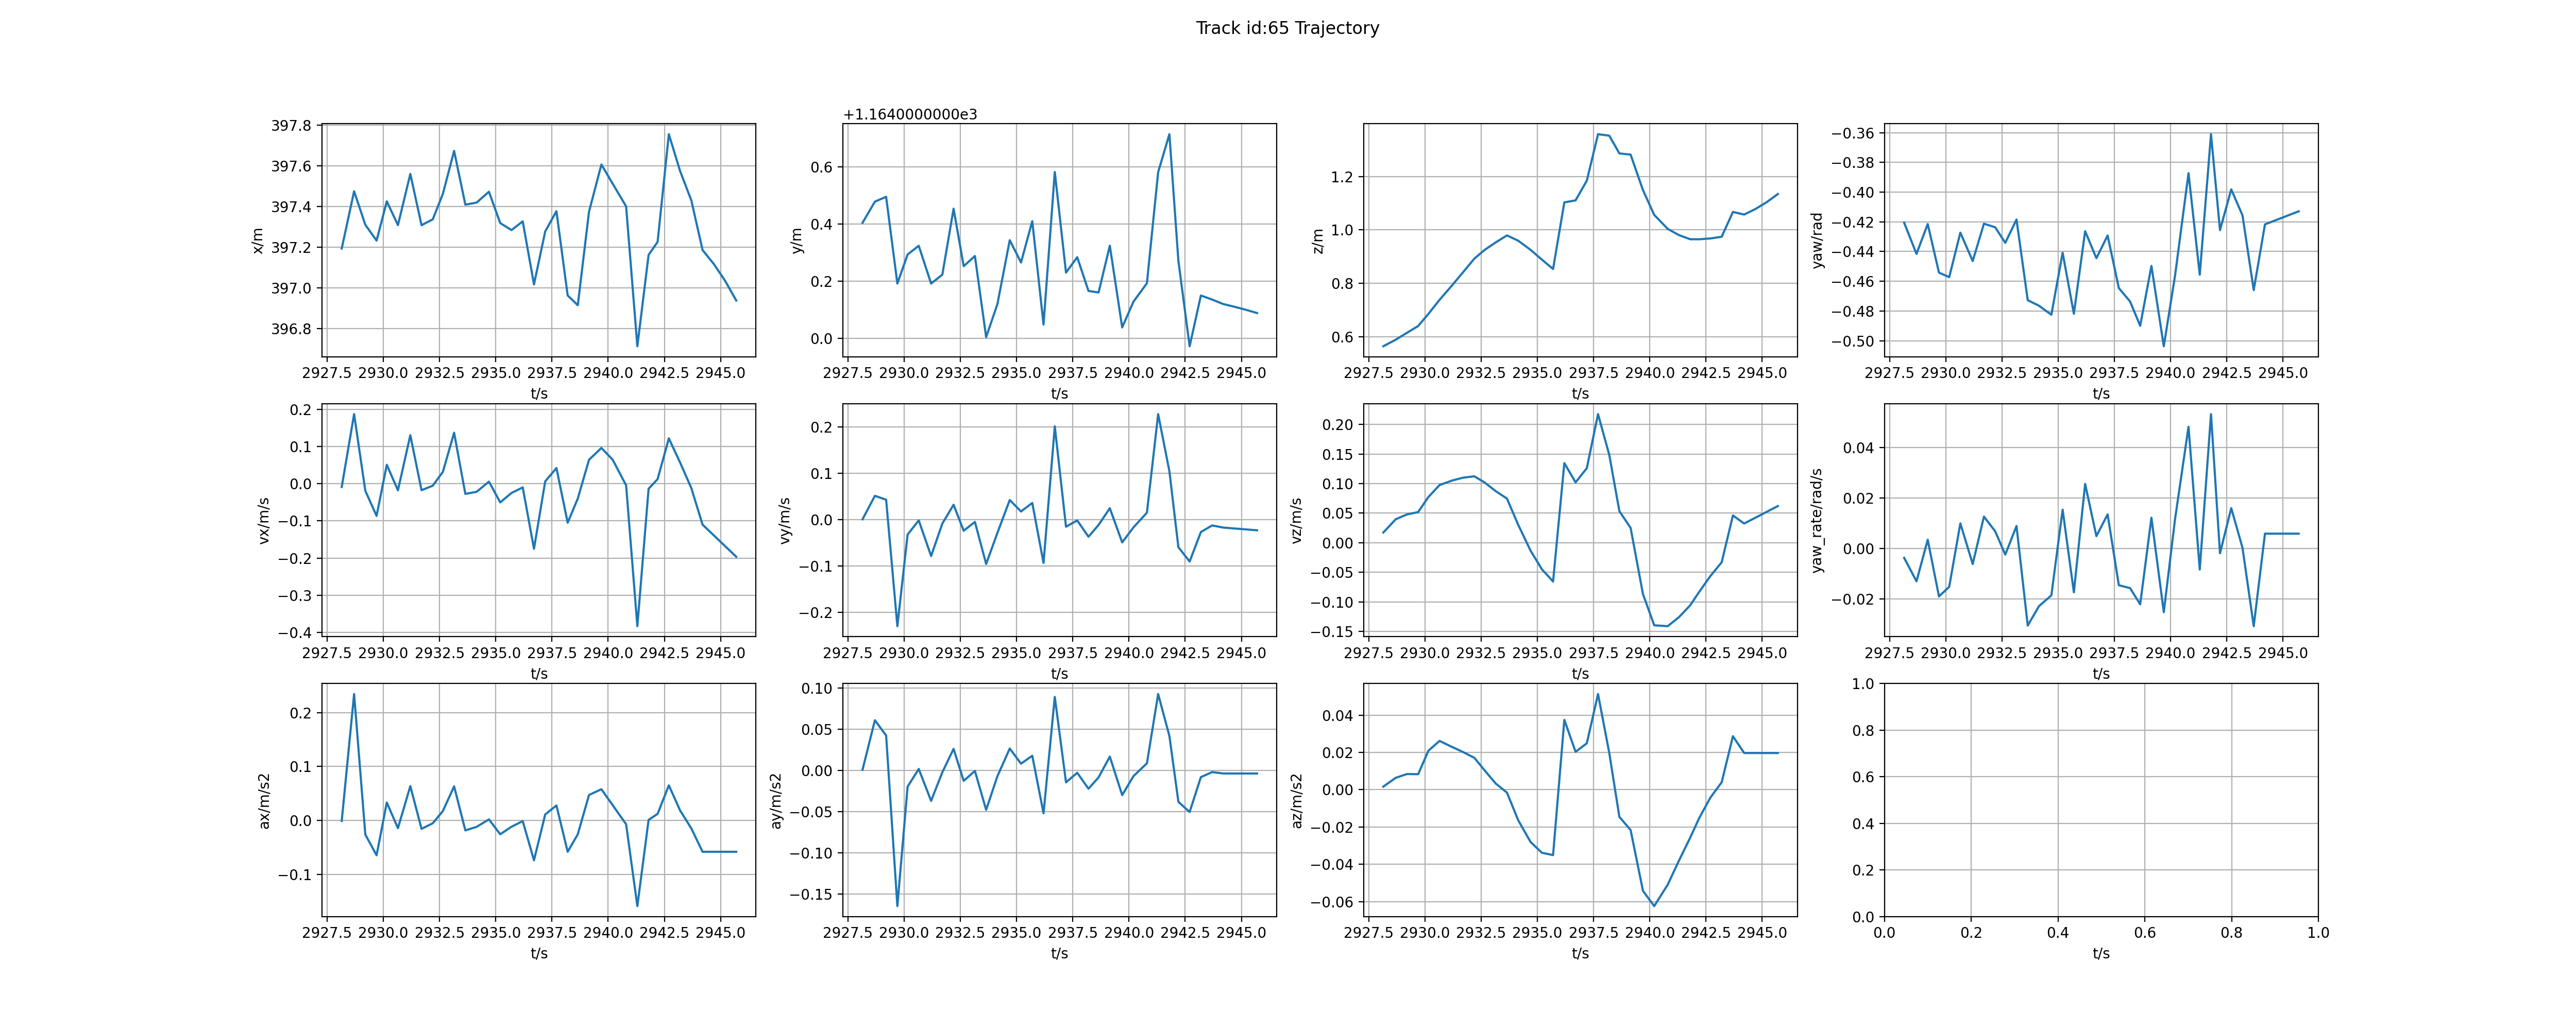 Track id:65 Trajectory
+1.1640000000e3
397.8
397.6
397.4
397.2
397.0
396.8
x/m
2927.5 2930.0 2932.5 2935.0 2937.5 2940.0 2942.5 2945.0
t/s
0.6
0.4
0.2
0.0
y/m
2927.5 2930.0 2932.5 2935.0 2937.5 2940.0 2942.5 2945.0
t/s
1.2
1.0
0.8
0.6
z/m
2927.5 2930.0 2932.5 2935.0 2937.5 2940.0 2942.5 2945.0
t/s
−0.36
−0.38
−0.40
−0.42
−0.44
−0.46
−0.48
−0.50
yaw/rad
2927.5 2930.0 2932.5 2935.0 2937.5 2940.0 2942.5 2945.0
t/s
0.2
0.1
0.0
−0.1
−0.2
−0.3
−0.4
vx/m/s
2927.5 2930.0 2932.5 2935.0 2937.5 2940.0 2942.5 2945.0
t/s
0.2
0.1
0.0
−0.1
−0.2
vy/m/s
2927.5 2930.0 2932.5 2935.0 2937.5 2940.0 2942.5 2945.0
t/s
0.20
0.15
0.10
0.05
0.00
−0.05
−0.10
−0.15
vz/m/s
2927.5 2930.0 2932.5 2935.0 2937.5 2940.0 2942.5 2945.0
t/s
0.04
0.02
0.00
−0.02
yaw_rate/rad/s
2927.5 2930.0 2932.5 2935.0 2937.5 2940.0 2942.5 2945.0
t/s
0.2
0.1
0.0
−0.1
ax/m/s2
2927.5 2930.0 2932.5 2935.0 2937.5 2940.0 2942.5 2945.0
t/s
0.10
0.05
0.00
−0.05
−0.10
−0.15
ay/m/s2
2927.5 2930.0 2932.5 2935.0 2937.5 2940.0 2942.5 2945.0
t/s
0.04
0.02
0.00
−0.02
−0.04
−0.06
az/m/s2
2927.5 2930.0 2932.5 2935.0 2937.5 2940.0 2942.5 2945.0
t/s
1.0
0.8
0.6
0.4
0.2
0.0
0.0 0.2 0.4 0.6 0.8 1.0
t/s